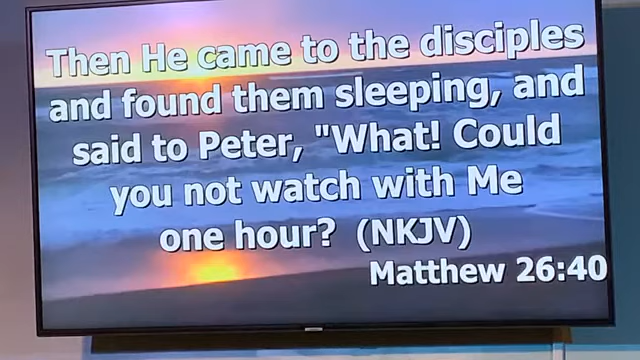 Then He came to the disciples
and found them sleeping, and
said to Peter, "What! Could
you not watch with Me
one hour? (NKJV)
Matthew 26:40